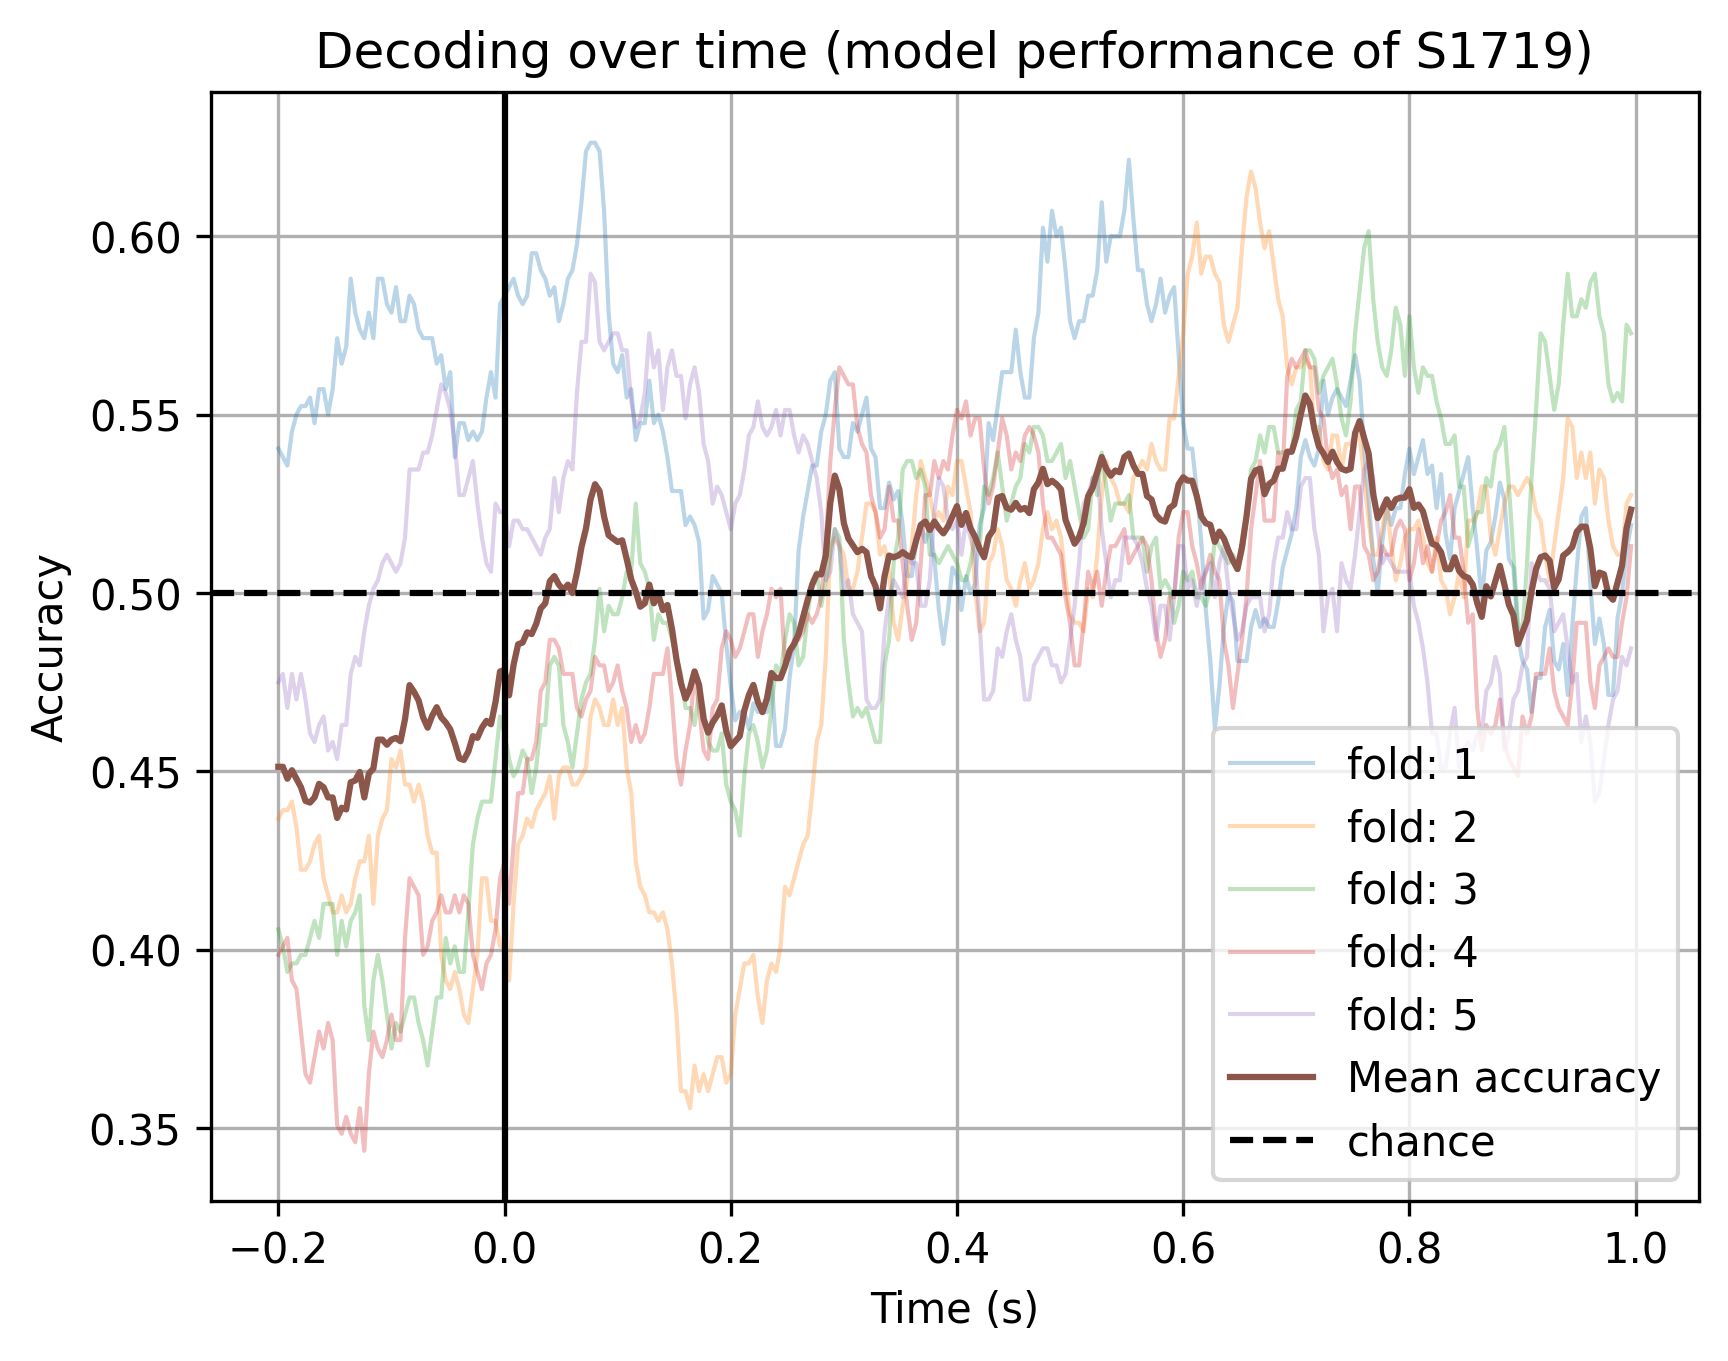 Decoding over time (model performance of S1719)
Accuracy
0.60
0.55
0.50
0.45
0.40
0.35
−0.2
0.0
0.2
0.4
0.6
0.8
1.0
Time (s)
fold: 1
fold: 2
fold: 3
fold: 4
fold: 5
Mean accuracy
chance